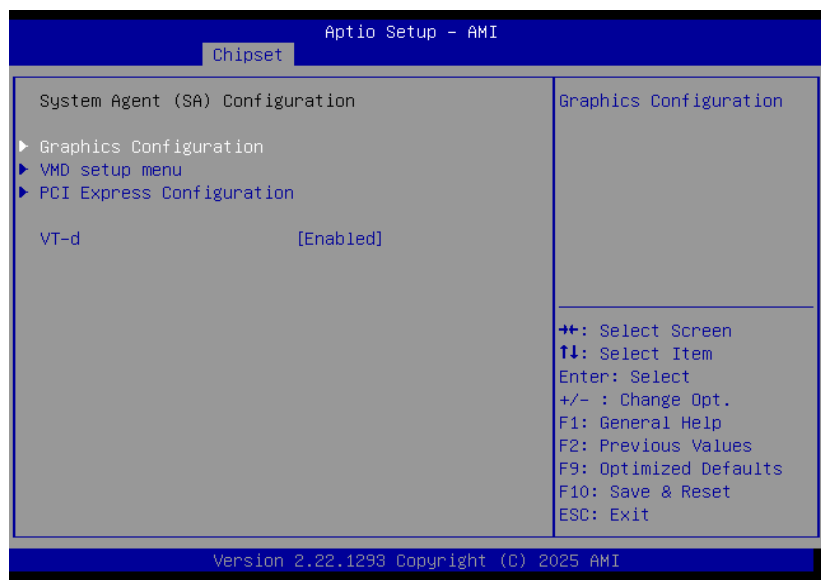 Aptio Setup – AMI
Chipset
System Agent (SA) Configuration
Graphics Configuration
VMD setup menu
PCI Express Configuration
VT-d [Enabled]
Graphics Configuration
→←: Select Screen
↑↓: Select Item
Enter: Select
+/- : Change Opt.
F1: General Help
F2: Previous Values
F9: Optimized Defaults
F10: Save & Reset
ESC: Exit
Version 2.22.1293 Copyright (C) 2025 AMI